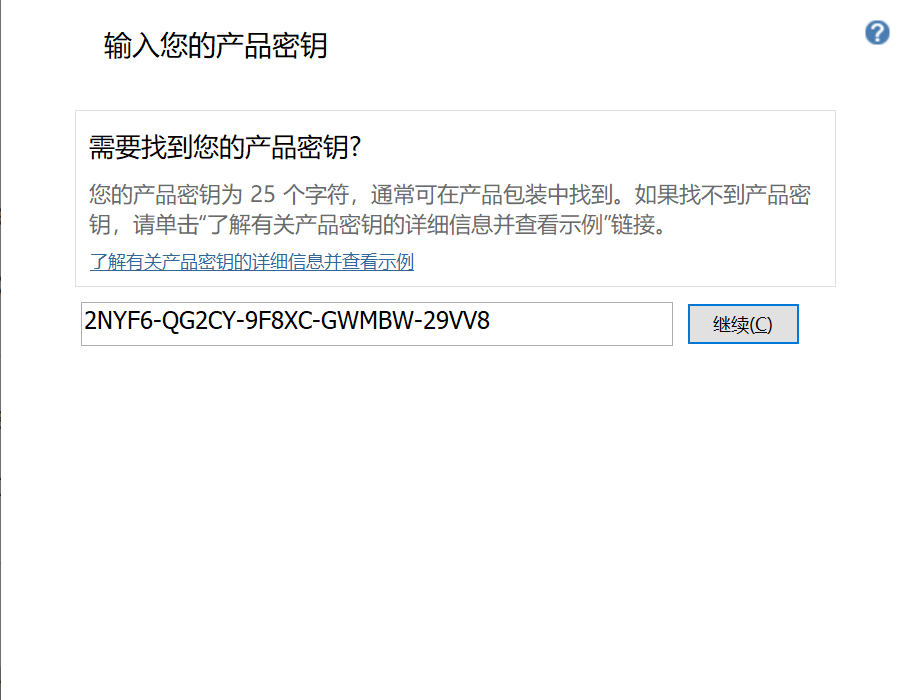 输入您的产品密钥
需要找到您的产品密钥?
您的产品密钥为 25 个字符，通常可在产品包装中找到。如果找不到产品密
钥，请单击“了解有关产品密钥的详细信息并查看示例”链接。
了解有关产品密钥的详细信息并查看示例
2NYF6-QG2CY-9F8XC-GWMBW-29VV8
继续(C)